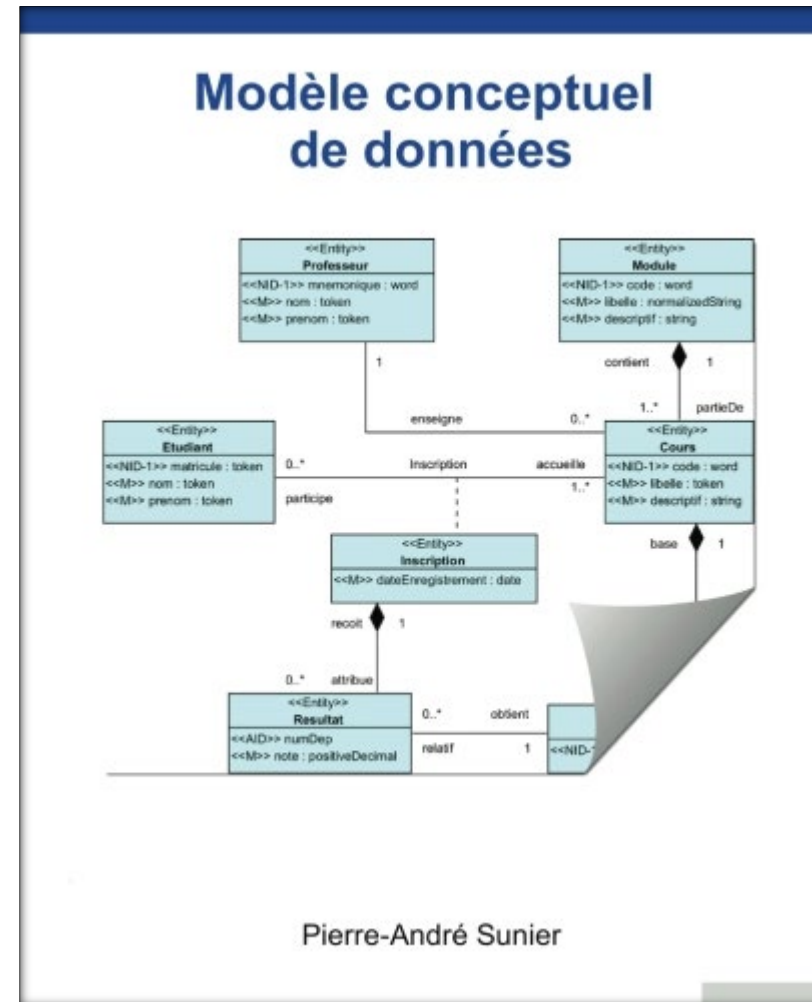 Modèle conceptuel
de données
<<Entity>>
Professeur
<<NID-1>> mnemonique : word
<<M>> nom : token
<<M>> prenom : token
<<Entity>>
Module
<<NID-1>> code : word
<<M>> libelle : normalizedString
<<M>> descriptif : string
1
contient 1
enseigne 0..*
1..* partieDe
<<Entity>>
Etudiant
<<NID-1>> matricule : token
<<M>> nom : token
<<M>> prenom : token
0..* Inscription accueille
participe 1..*
<<Entity>>
Cours
<<NID-1>> code : word
<<M>> libelle : token
<<M>> descriptif : string
base 1
<<Entity>>
Inscription
<<M>> dateEnregistrement : date
recoit 1
0..* attribue
<<Entity>>
Resultat
<<AID>> numDep
<<M>> note : positiveDecimal
0..* obtient
relatif 1
<<NID-1
Pierre-André Sunier